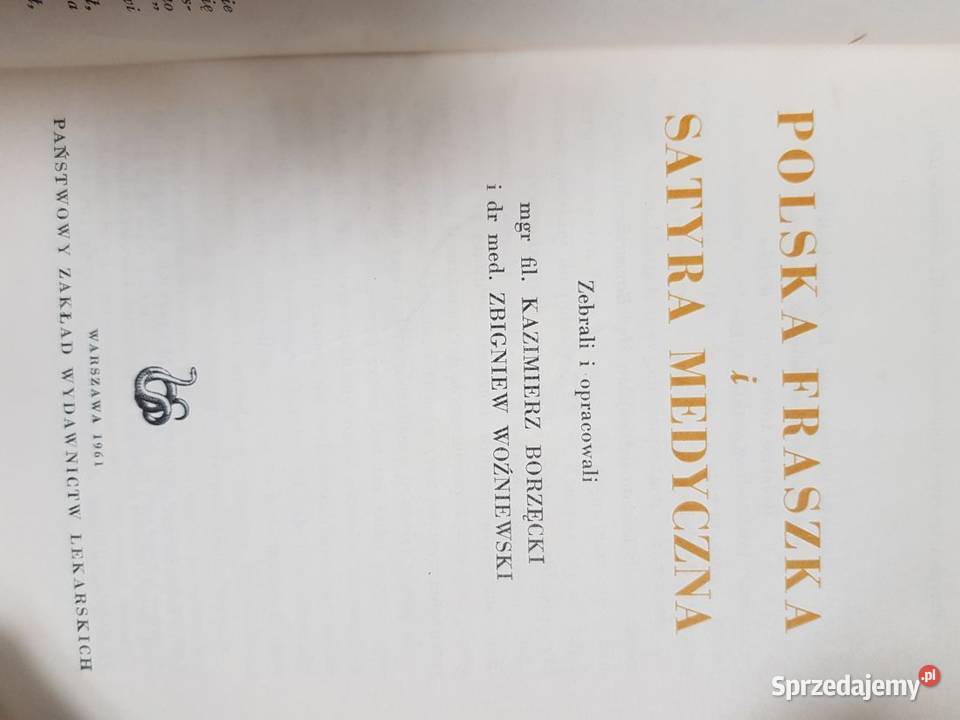 POLSKA FRASZKA
i
SATYRA MEDYCZNA
Zebrali i opracowali
mgr fil. KAZIMIERZ BORZĘCKI
i dr med. ZBIGNIEW WOŹNIEWSKI
WARSZAWA 1961
PAŃSTWOWY ZAKŁAD WYDAWNICTW LEKARSKICH
Sprzedajemy.pl